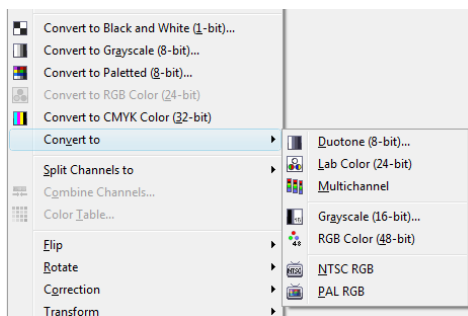 Convert to Black and White (1-bit)...
Convert to Grayscale (8-bit)...
Convert to Paletted (8-bit)...
Convert to RGB Color (24-bit)
Convert to CMYK Color (32-bit)
Convert to
Split Channels to
Combine Channels...
Color Table...
Flip
Rotate
Correction
Transform
Duotone (8-bit)...
Lab Color (24-bit)
Multichannel
Grayscale (16-bit)...
RGB Color (48-bit)
NTSC RGB
PAL RGB